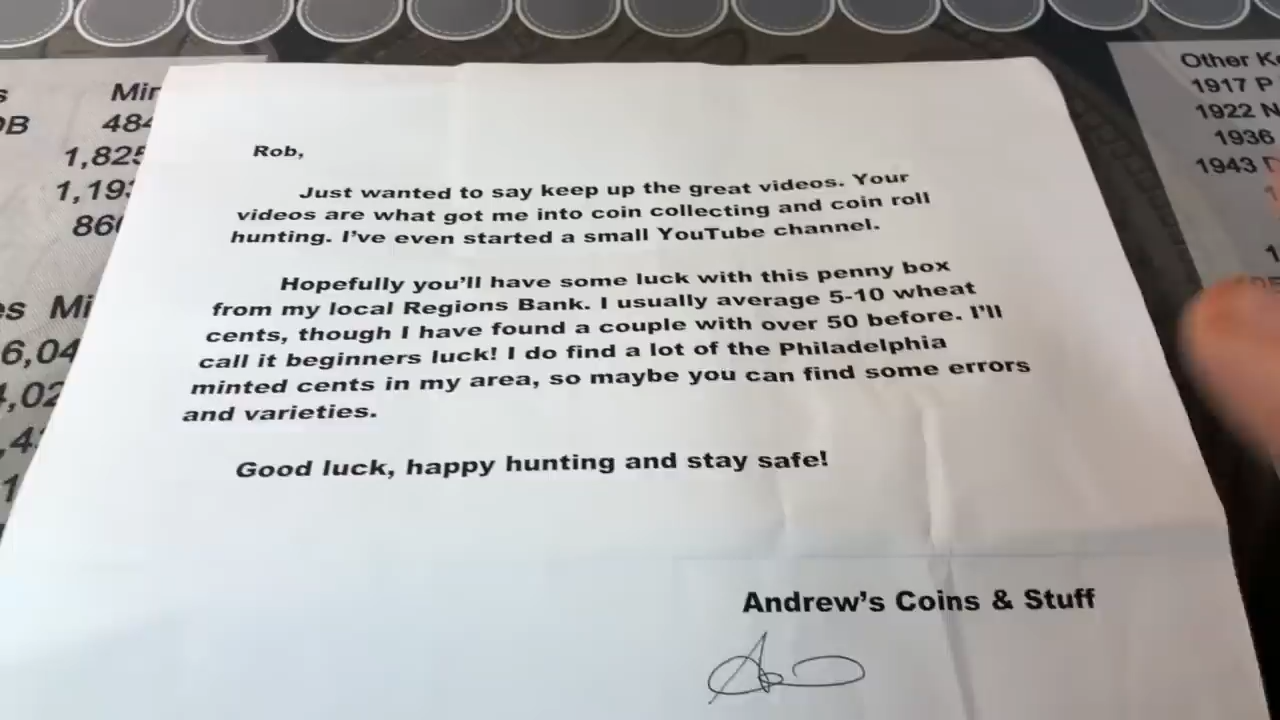 Rob,
Just wanted to say keep up the great videos. Your
videos are what got me into coin collecting and coin roll
hunting. I've even started a small YouTube channel.
Hopefully you'll have some luck with this penny box
from my local Regions Bank. I usually average 5-10 wheat
cents, though I have found a couple with over 50 before. I'll
call it beginners luck! I do find a lot of the Philadelphia
minted cents in my area, so maybe you can find some errors
and varieties.
Good luck, happy hunting and stay safe!
Andrew's Coins & Stuff
Other
1917 P
1922
1936
1943